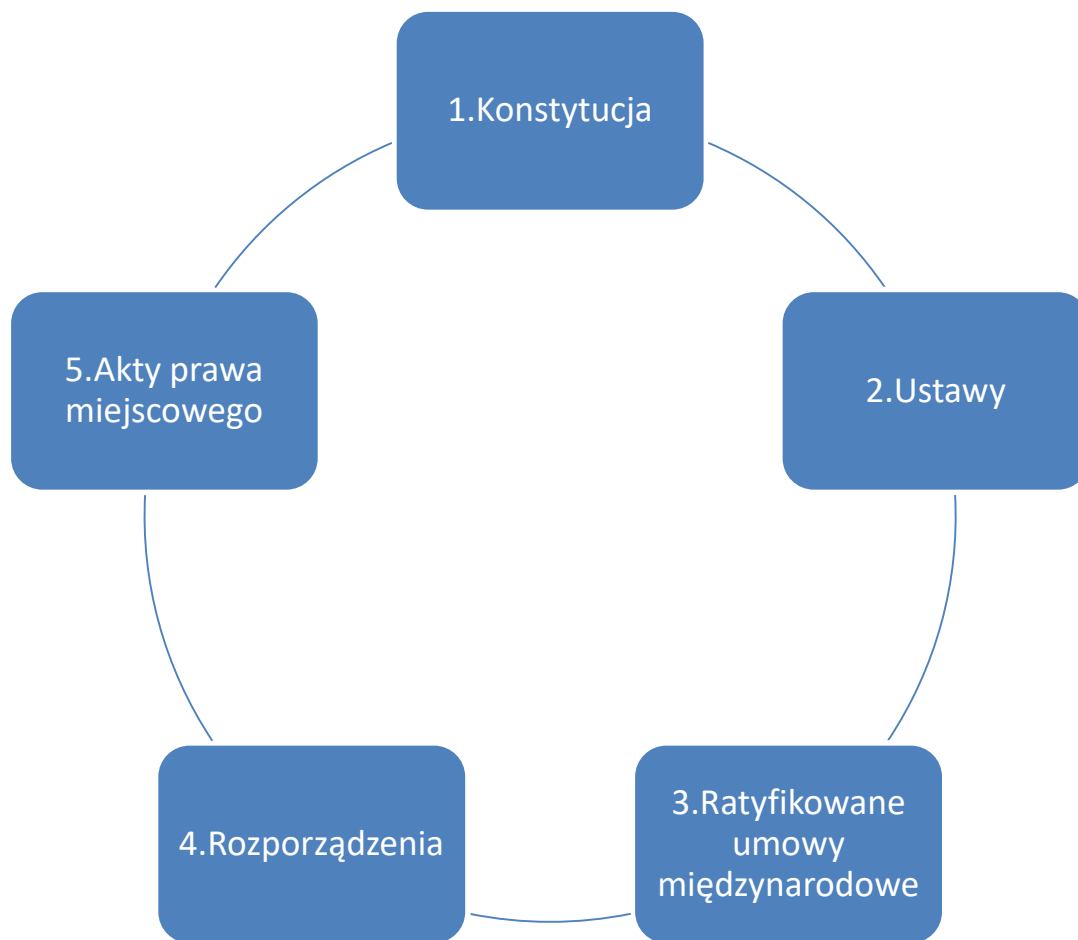 1.Konstytucja
2.Ustawy
3.Ratyfikowane
umowy
międzynarodowe
4.Rozporządzenia
5.Akty prawa
miejscowego